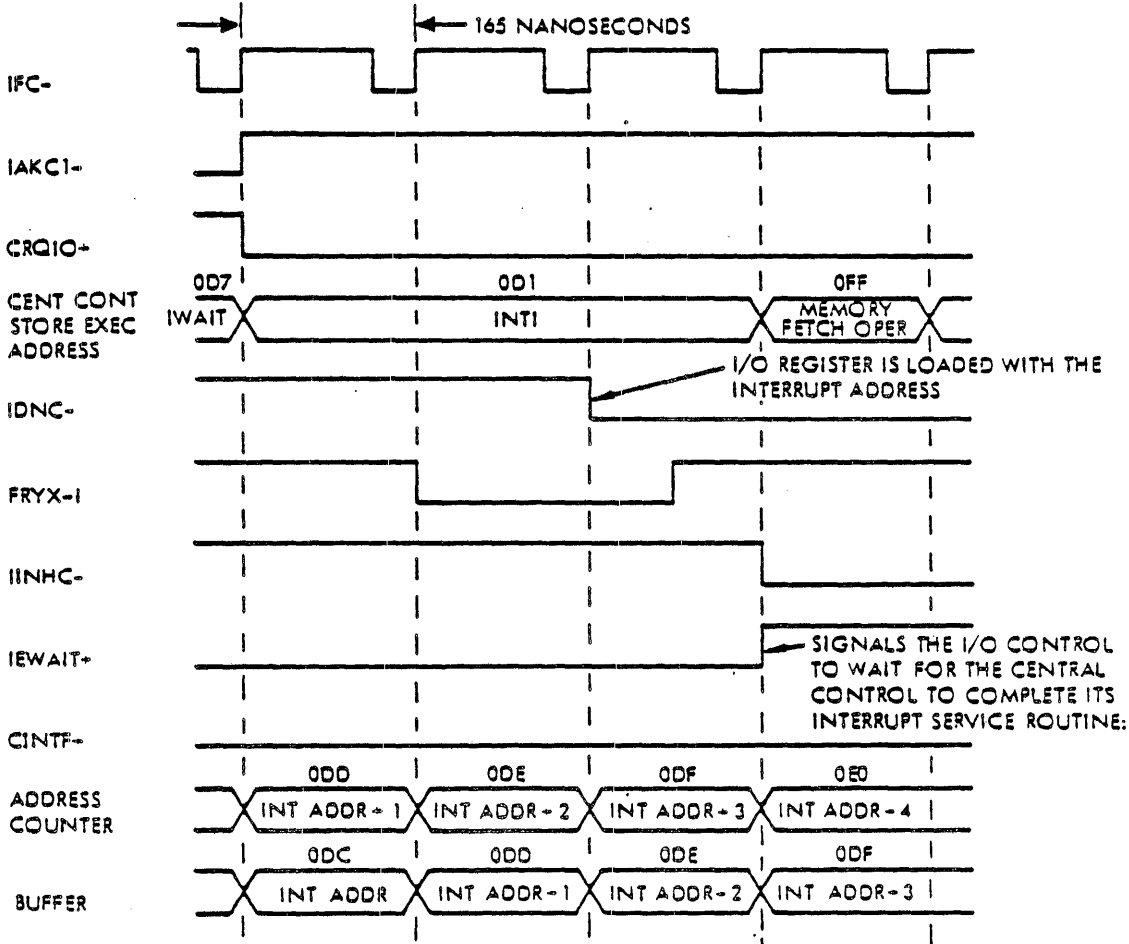 165 NANOSECONDS
IFC-
IAKC1-
CRQIO+
0D7 0D1 0FF
CENT CONT
STORE EXEC
ADDRESS
IWAIT INTI MEMORY
FETCH OPER
I/O REGISTER IS LOADED WITH THE
INTERRUPT ADDRESS
IDNC-
FRYX-I
IINHC-
IEWAIT+
SIGNALS THE I/O CONTROL
TO WAIT FOR THE CENTRAL
CONTROL TO COMPLETE ITS
INTERRUPT SERVICE ROUTINE:
CINTF+
0DD 0DE 0DF 0E0
ADDRESS
COUNTER
INT ADDR+1 INT ADDR+2 INT ADDR+3 INT ADDR+4
0DC 0DD 0DE 0DF
BUFFER
INT ADDR INT ADDR+1 INT ADDR+2 INT ADDR+3